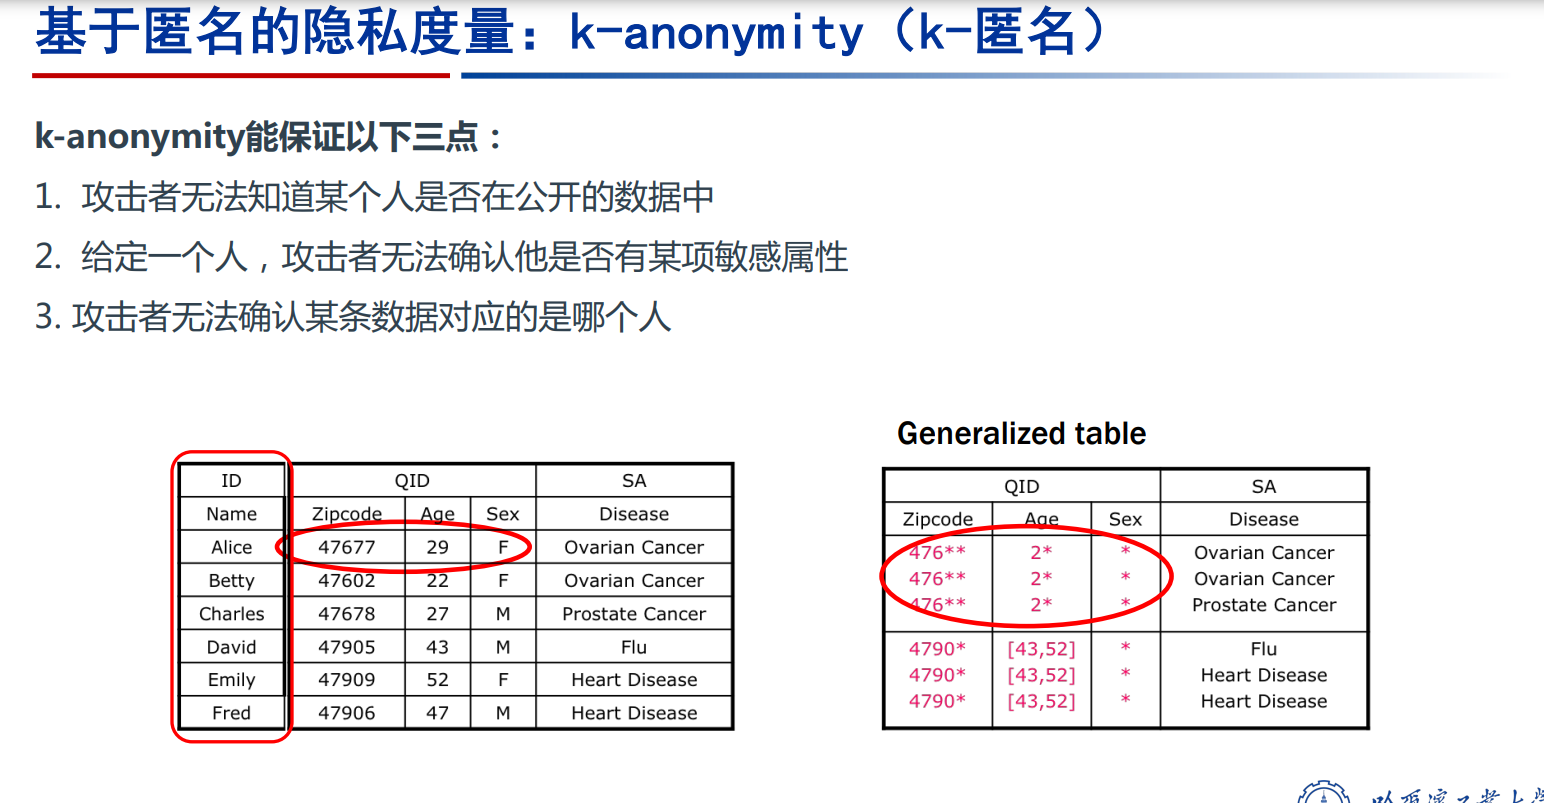 基于匿名的隐私度量：k-anonymity（k-匿名）
k-anonymity能保证以下三点：
1. 攻击者无法知道某个人是否在公开的数据中
2. 给定一个人，攻击者无法确认他是否有某项敏感属性
3. 攻击者无法确认某条数据对应的是哪个人
ID QID SA
Name Zipcode Age Sex Disease
Alice 47677 29 F Ovarian Cancer
Betty 47602 22 F Ovarian Cancer
Charles 47678 27 M Prostate Cancer
David 47905 43 M Flu
Emily 47909 52 F Heart Disease
Fred 47906 47 M Heart Disease
Generalized table
QID SA
Zipcode Age Sex Disease
476** 2* * Ovarian Cancer
476** 2* * Ovarian Cancer
476** 2* * Prostate Cancer
4790* [43,52] * Flu
4790* [43,52] * Heart Disease
4790* [43,52] * Heart Disease